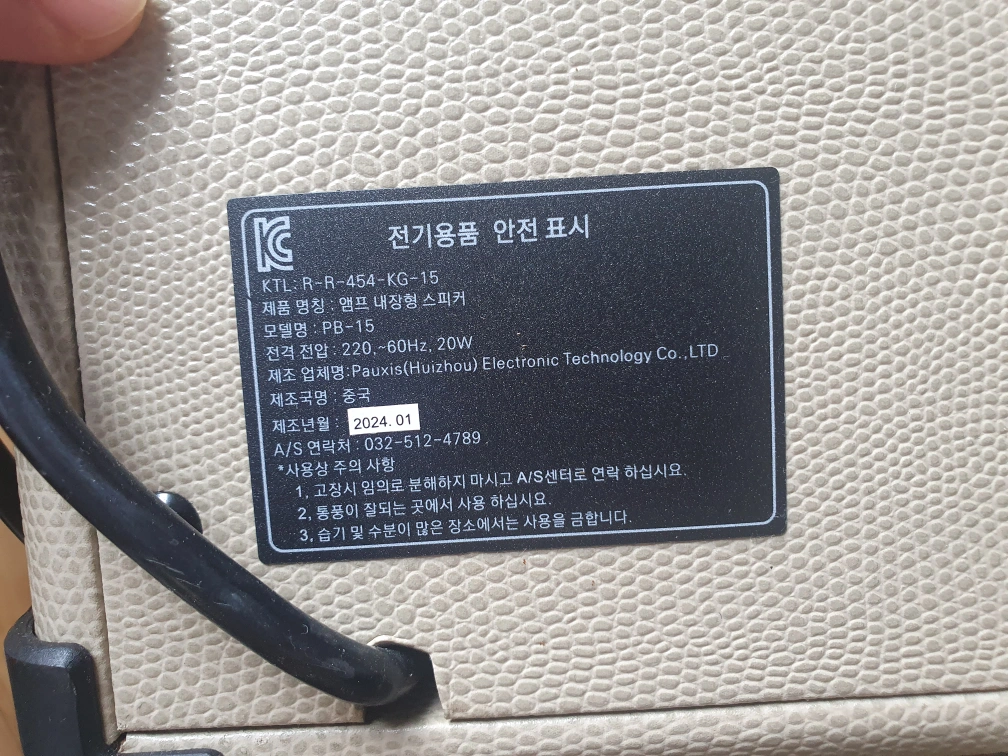 전기용품 안전 표시
KTL: R-R-454-KG-15
제품 명칭 : 앰프 내장형 스피커
모델명 : PB-15
전격 전압 : 220,~60Hz, 20W
제조 업체명:Pauxis(Huizhou) Electronic Technology Co.,LTD
제조국명 : 중국
제조년월 : 2024. 01
A/S 연락처 : 032-512-4789
*사용상 주의 사항
1, 고장시 임의로 분해하지 마시고 A/S센터로 연락 하십시요.
2, 통풍이 잘되는 곳에서 사용 하십시요.
3, 습기 및 수분이 많은 장소에서는 사용을 금합니다.